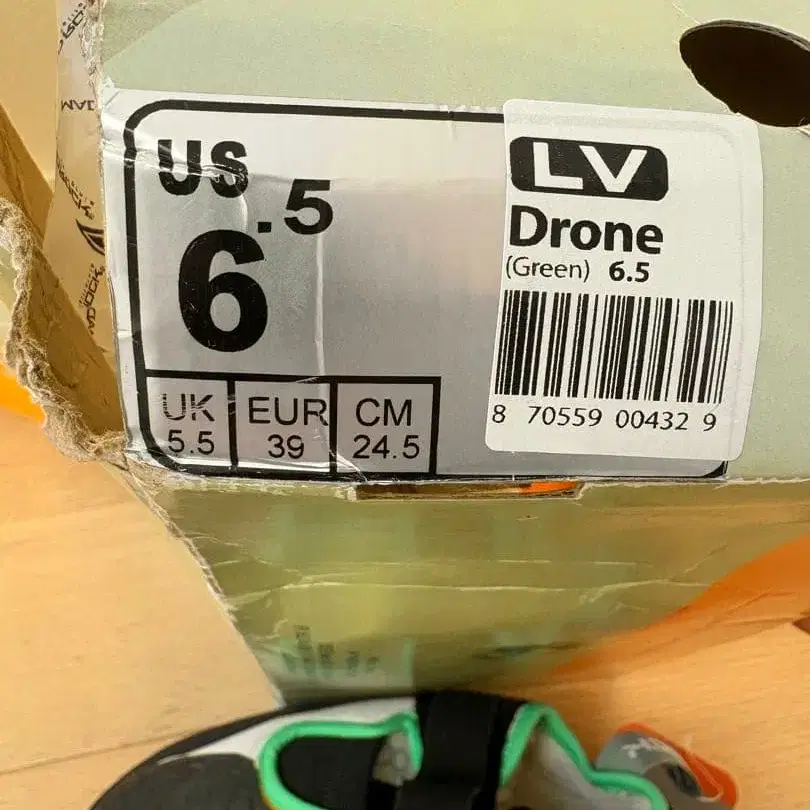 US
6.5
UK EUR CM
5.5 39 24.5
LV
Drone
(Green) 6.5
8 70559 00432 9